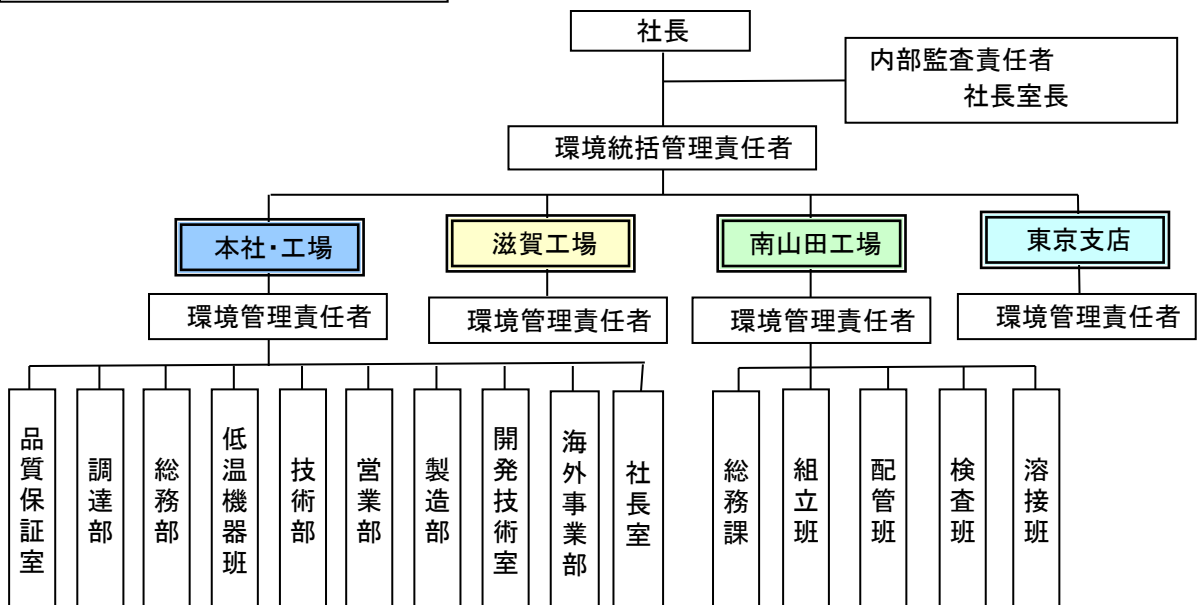 社長
内部監査責任者
社長室長
環境統括管理責任者
本社・工場
滋賀工場
南山田工場
東京支店
環境管理責任者
環境管理責任者
環境管理責任者
環境管理責任者
品質保証室
調達部
総務部
低温機器班
技術部
営業部
製造部
開発技術室
海外事業部
社長室
総務課
組立班
配管班
検査班
溶接班